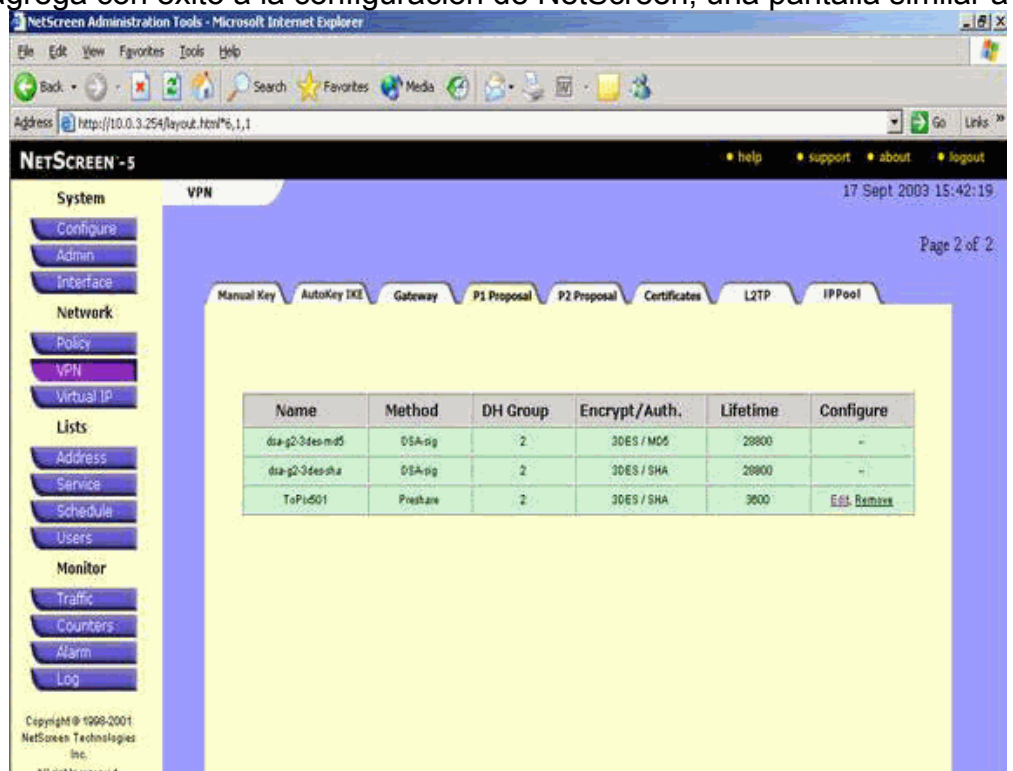 agrega con éxito a la configuración de NetScreen, una pantalla similar a
NetScreen Administration Tools - Microsoft Internet Explorer
File Edit View Favorites Tools Help
Back Search Favorites Media
Address http://10.0.3.254/layout.html*6,1,1 Go Links »
NETSCREEN-5 help support about logout
System
VPN
17 Sept 2003 15:42:19
Configure
Admin
Page 2 of 2
Interface
Manual Key AutoKey IKE Gateway P1 Proposal P2 Proposal Certificates L2TP IPPool
Network
Policy
VPN
Virtual IP
Name Method DH Group Encrypt/Auth. Lifetime Configure
Lists
dsa-g2-3des-md5 DSA-sig 2 3DES / MD5 28800 -
Address
dsa-g2-3des-sha DSA-sig 2 3DES / SHA 28800 -
Service
ToPix501 Preshare 2 3DES / SHA 3600 Edit, Remove
Schedule
Users
Monitor
Traffic
Counters
Alarm
Log
Copyright © 1998-2001
NetScreen Technologies
Inc.